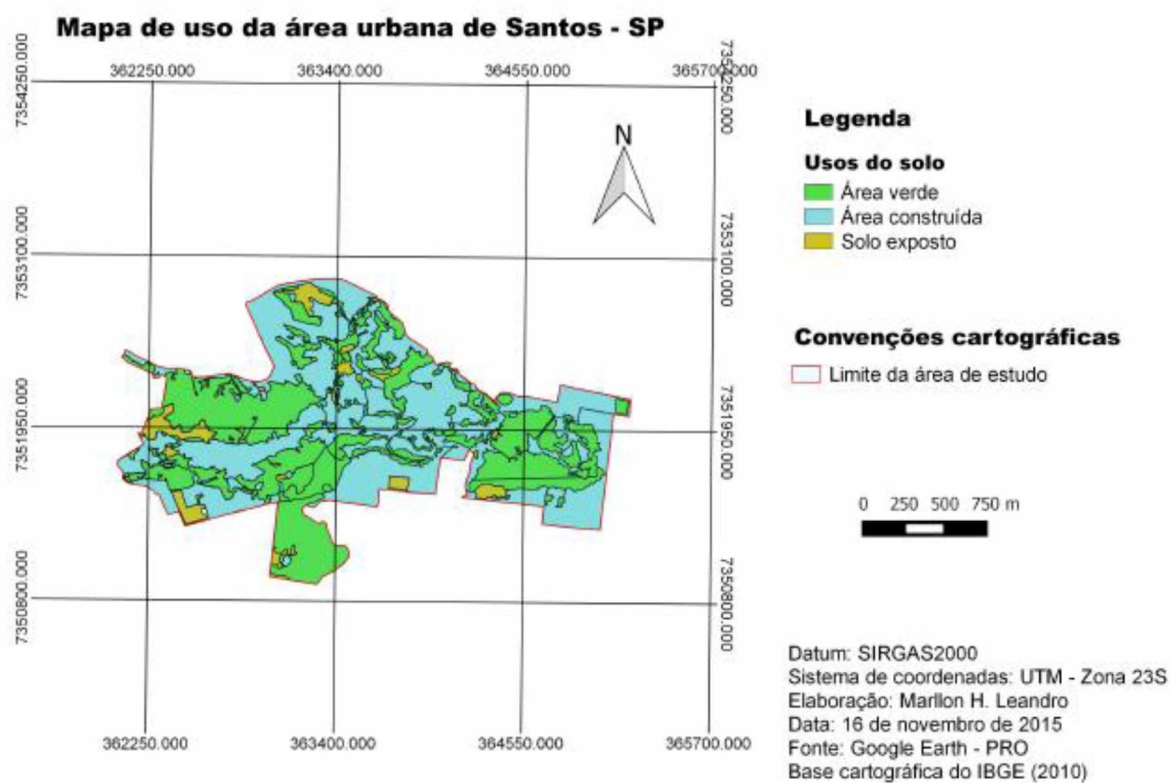 Mapa de uso da área urbana de Santos - SP
362250.000 363400.000 364550.000 365700.000
7354250.000
7354250.000
N
Legenda
Usos do solo
Área verde
Área construída
Solo exposto
7353100.000
7353100.000
Convenções cartográficas
Limite da área de estudo
7351950.000
7351950.000
0 250 500 750 m
7350800.000
7350800.000
362250.000 363400.000 364550.000 365700.000
Datum: SIRGAS2000
Sistema de coordenadas: UTM - Zona 23S
Elaboração: Marllon H. Leandro
Data: 16 de novembro de 2015
Fonte: Google Earth - PRO
Base cartográfica do IBGE (2010)